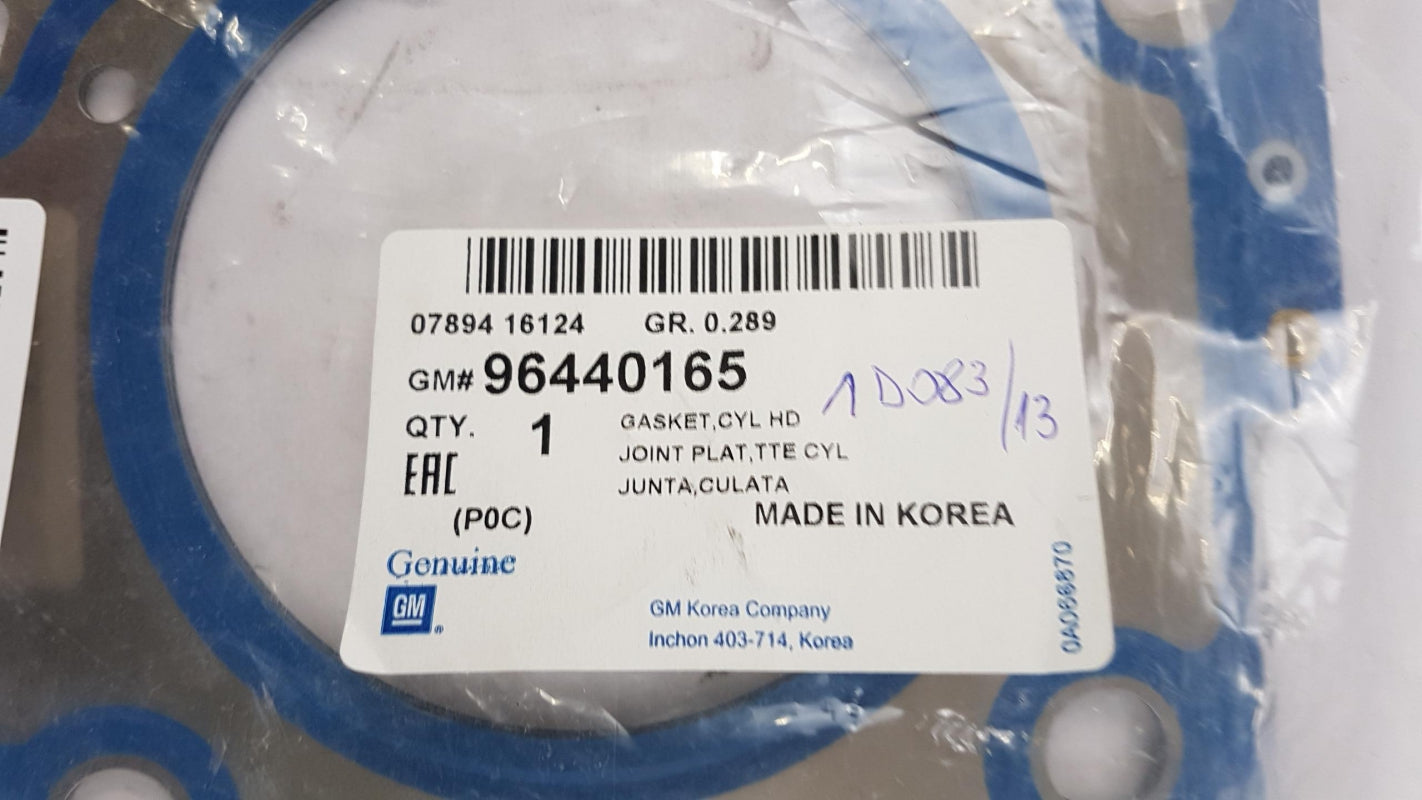 07894 16124 GR. 0.289
GM# 96440165
1D083/13
QTY. 1
GASKET,CYL HD
JOINT PLAT,TTE CYL
JUNTA,CULATA
EAC
(P0C)
MADE IN KOREA
Genuine
GM
GM Korea Company
Inchon 403-714, Korea
0A066870